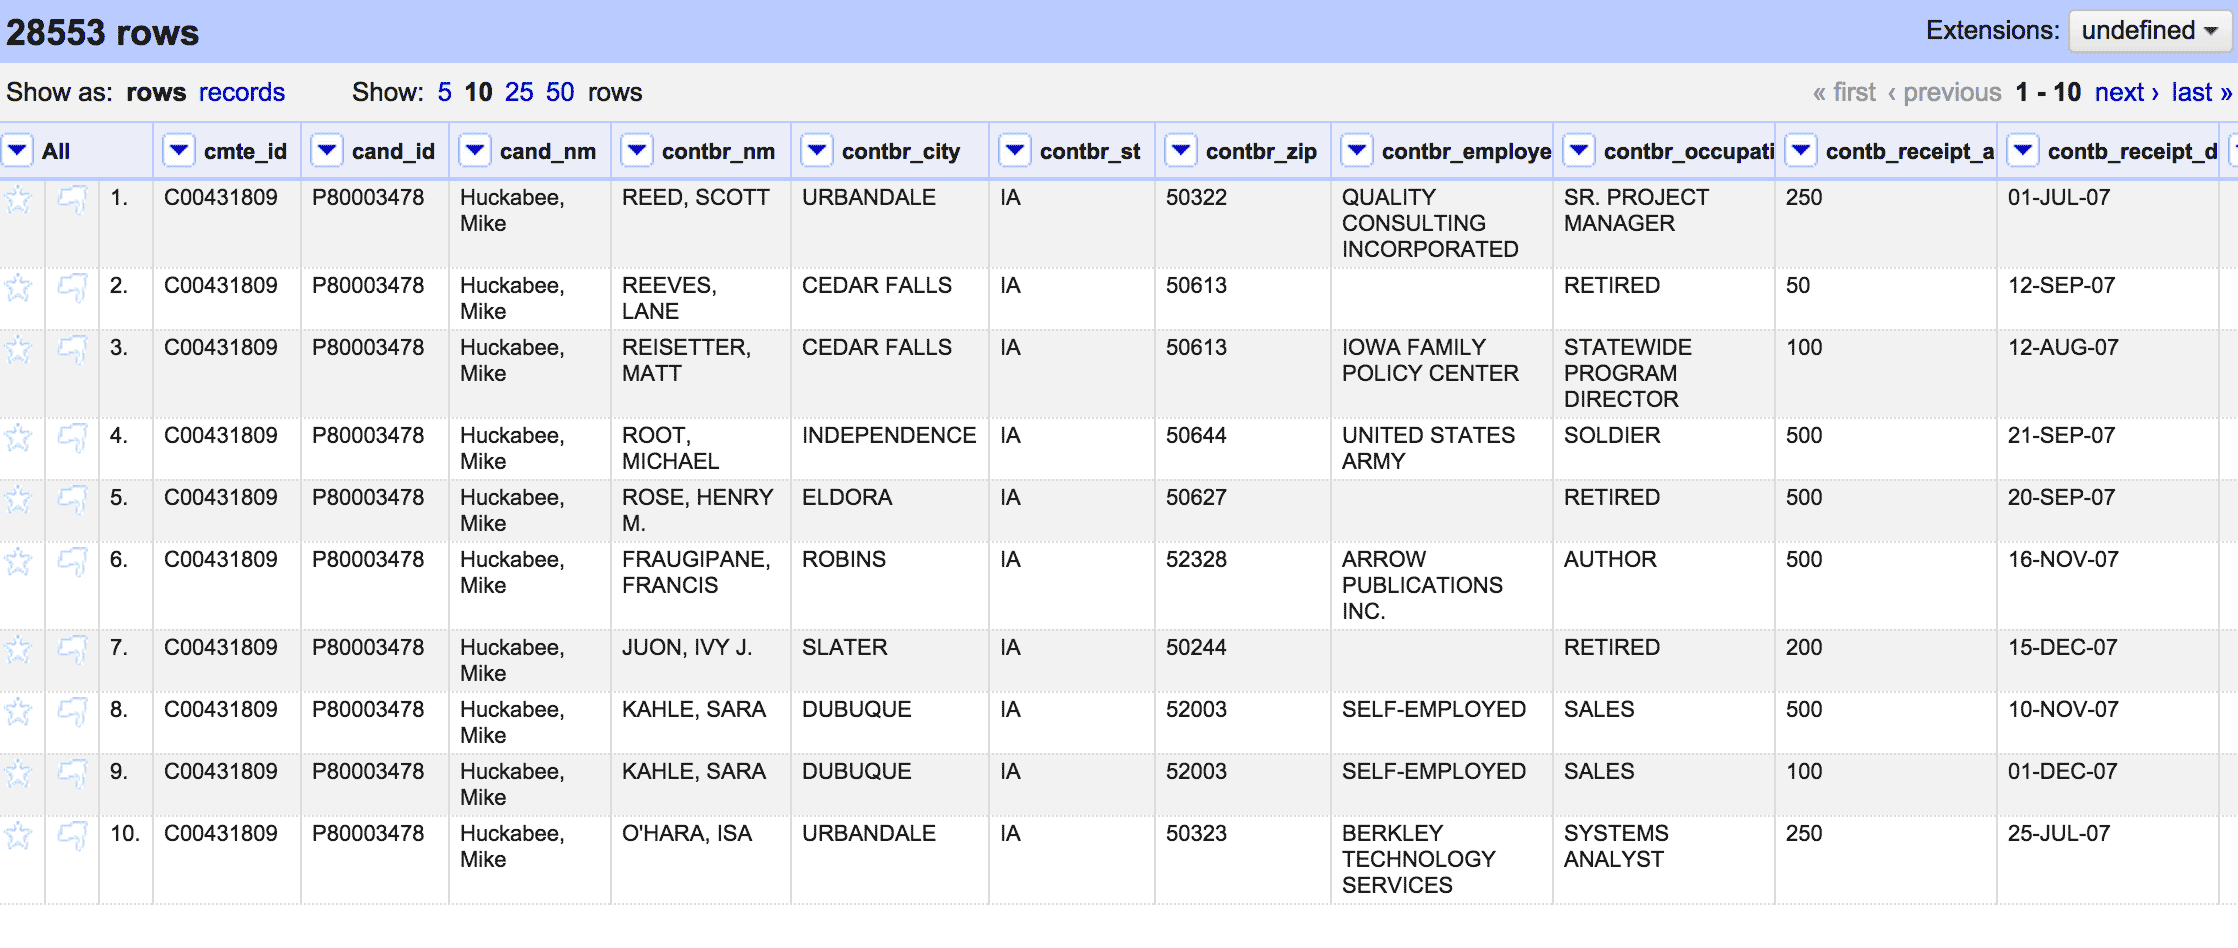 28553 rows
Extensions: undefined
Show as: rows records Show: 5 10 25 50 rows
« first ‹ previous 1 - 10 next › last »
All cmte_id cand_id cand_nm contbr_nm contbr_city contbr_st contbr_zip contbr_employe contbr_occupati contb_receipt_a contb_receipt_d
1. C00431809 P80003478 Huckabee, REED, SCOTT URBANDALE IA 50322 QUALITY SR. PROJECT 250 01-JUL-07
Mike CONSULTING MANAGER
INCORPORATED
2. C00431809 P80003478 Huckabee, REEVES, CEDAR FALLS IA 50613 RETIRED 50 12-SEP-07
Mike LANE
3. C00431809 P80003478 Huckabee, REISETTER, CEDAR FALLS IA 50613 IOWA FAMILY STATEWIDE 100 12-AUG-07
Mike MATT POLICY CENTER PROGRAM
DIRECTOR
4. C00431809 P80003478 Huckabee, ROOT, INDEPENDENCE IA 50644 UNITED STATES SOLDIER 500 21-SEP-07
Mike MICHAEL ARMY
5. C00431809 P80003478 Huckabee, ROSE, HENRY ELDORA IA 50627 RETIRED 500 20-SEP-07
Mike M.
6. C00431809 P80003478 Huckabee, FRAUGIPANE, ROBINS IA 52328 ARROW AUTHOR 500 16-NOV-07
Mike FRANCIS PUBLICATIONS
INC.
7. C00431809 P80003478 Huckabee, JUON, IVY J. SLATER IA 50244 RETIRED 200 15-DEC-07
Mike
8. C00431809 P80003478 Huckabee, KAHLE, SARA DUBUQUE IA 52003 SELF-EMPLOYED SALES 500 10-NOV-07
Mike
9. C00431809 P80003478 Huckabee, KAHLE, SARA DUBUQUE IA 52003 SELF-EMPLOYED SALES 100 01-DEC-07
Mike
10. C00431809 P80003478 Huckabee, O'HARA, ISA URBANDALE IA 50323 BERKLEY SYSTEMS 250 25-JUL-07
Mike TECHNOLOGY ANALYST
SERVICES